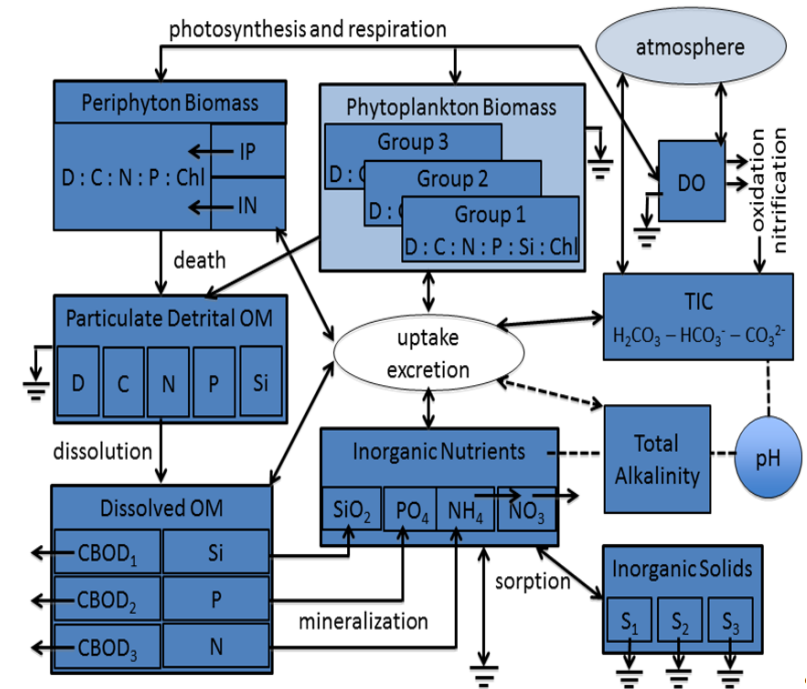 photosynthesis and respiration
atmosphere
Periphyton Biomass
D : C : N : P : Chl
IP
IN
Phytoplankton Biomass
Group 3
D : C
Group 2
D : C
Group 1
D : C : N : P : Si : Chl
DO
oxidation
nitrification
death
TIC
H₂CO₃ – HCO₃⁻ – CO₃²⁻
Particulate Detrital OM
D C N P Si
uptake
excretion
dissolution
Inorganic Nutrients
SiO₂ PO₄ NH₄ NO₃
Total
Alkalinity
pH
Dissolved OM
CBOD₁ Si
CBOD₂ P
CBOD₃ N
mineralization
sorption
Inorganic Solids
S₁ S₂ S₃